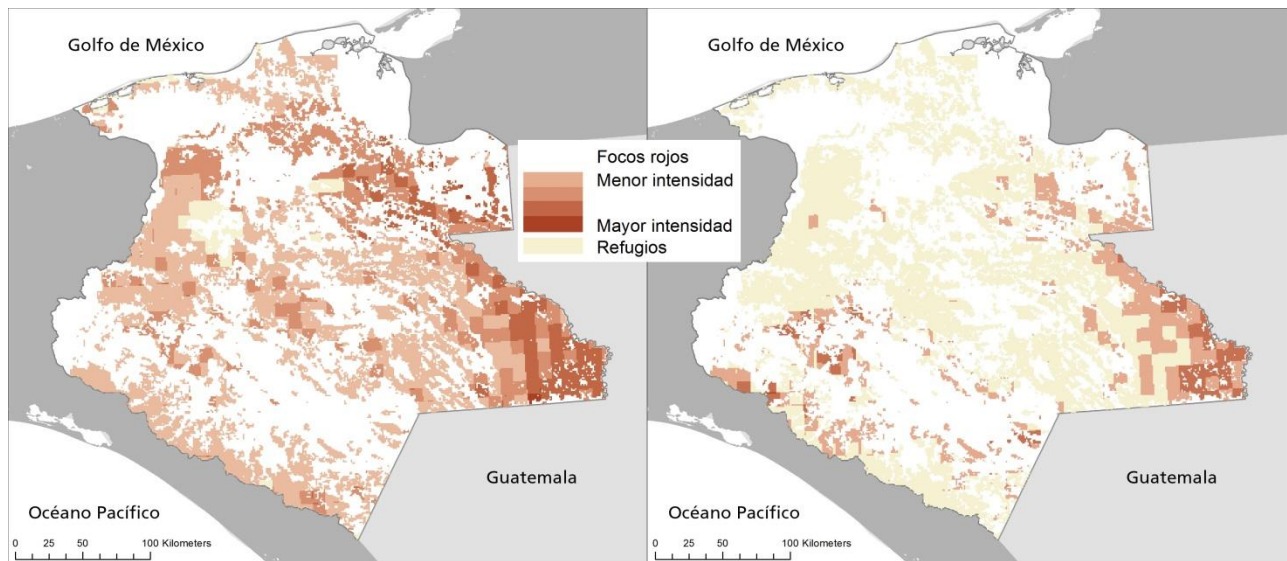 Golfo de México
Golfo de México
Focos rojos
Menor intensidad
Mayor intensidad
Refugios
Guatemala
Guatemala
Océano Pacífico
Océano Pacífico
0 25 50 100 Kilometers
0 25 50 100 Kilometers